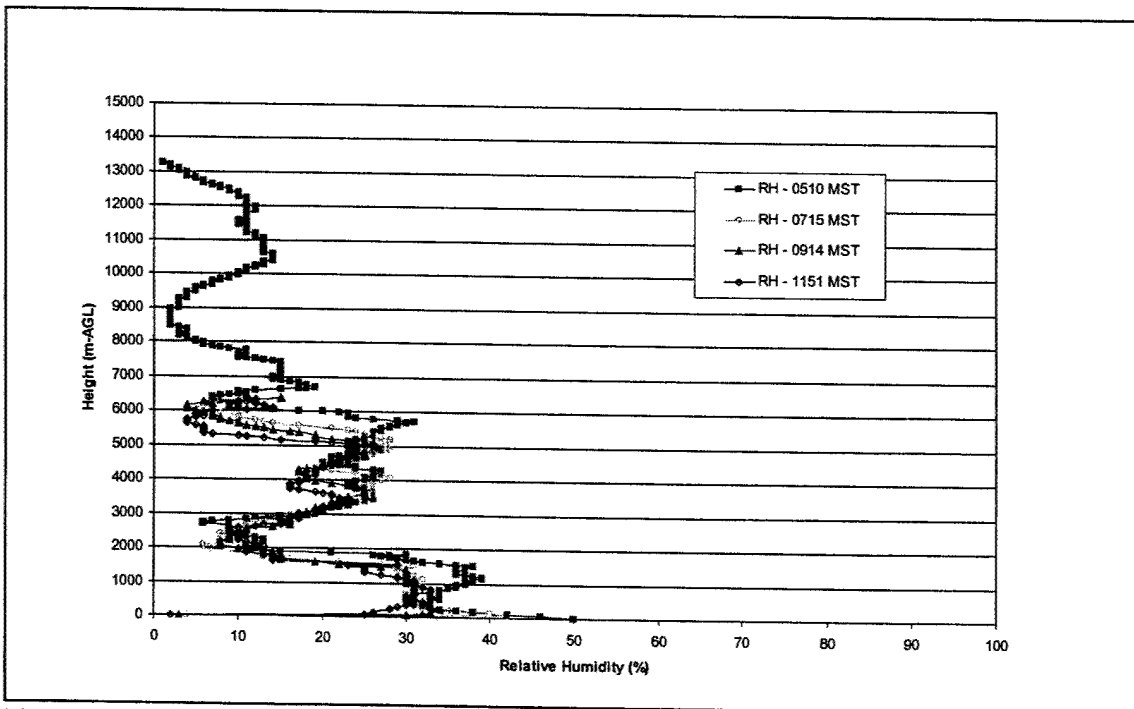 15000
14000
13000
12000
11000
10000
9000
8000
7000
6000
5000
4000
3000
2000
1000
0
Height (m-AGL)
RH - 0510 MST
RH - 0715 MST
RH - 0914 MST
RH - 1151 MST
0 10 20 30 40 50 60 70 80 90 100
Relative Humidity (%)